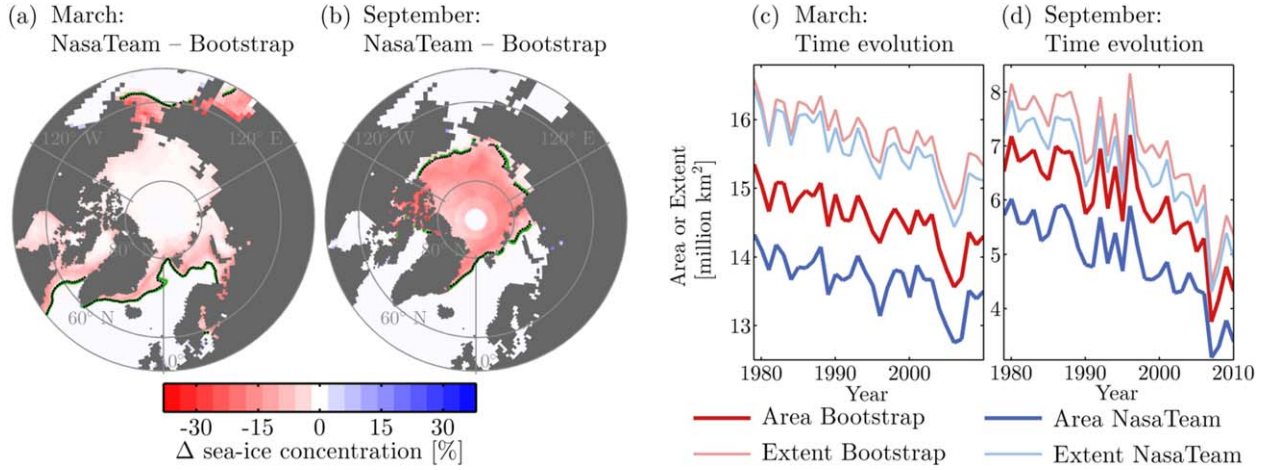 (a) March:
NasaTeam – Bootstrap
(b) September:
NasaTeam – Bootstrap
(c) March:
Time evolution
(d) September:
Time evolution
120° W
120° E
60° N
120° W
120° E
60° N
-30 -15 0 15 30
Δ sea-ice concentration [%]
Area or Extent
[million km²]
16
15
14
13
1980 1990 2000
Year
8
7
6
5
4
1980 1990 2000 2010
Year
Area Bootstrap
Extent Bootstrap
Area NasaTeam
Extent NasaTeam